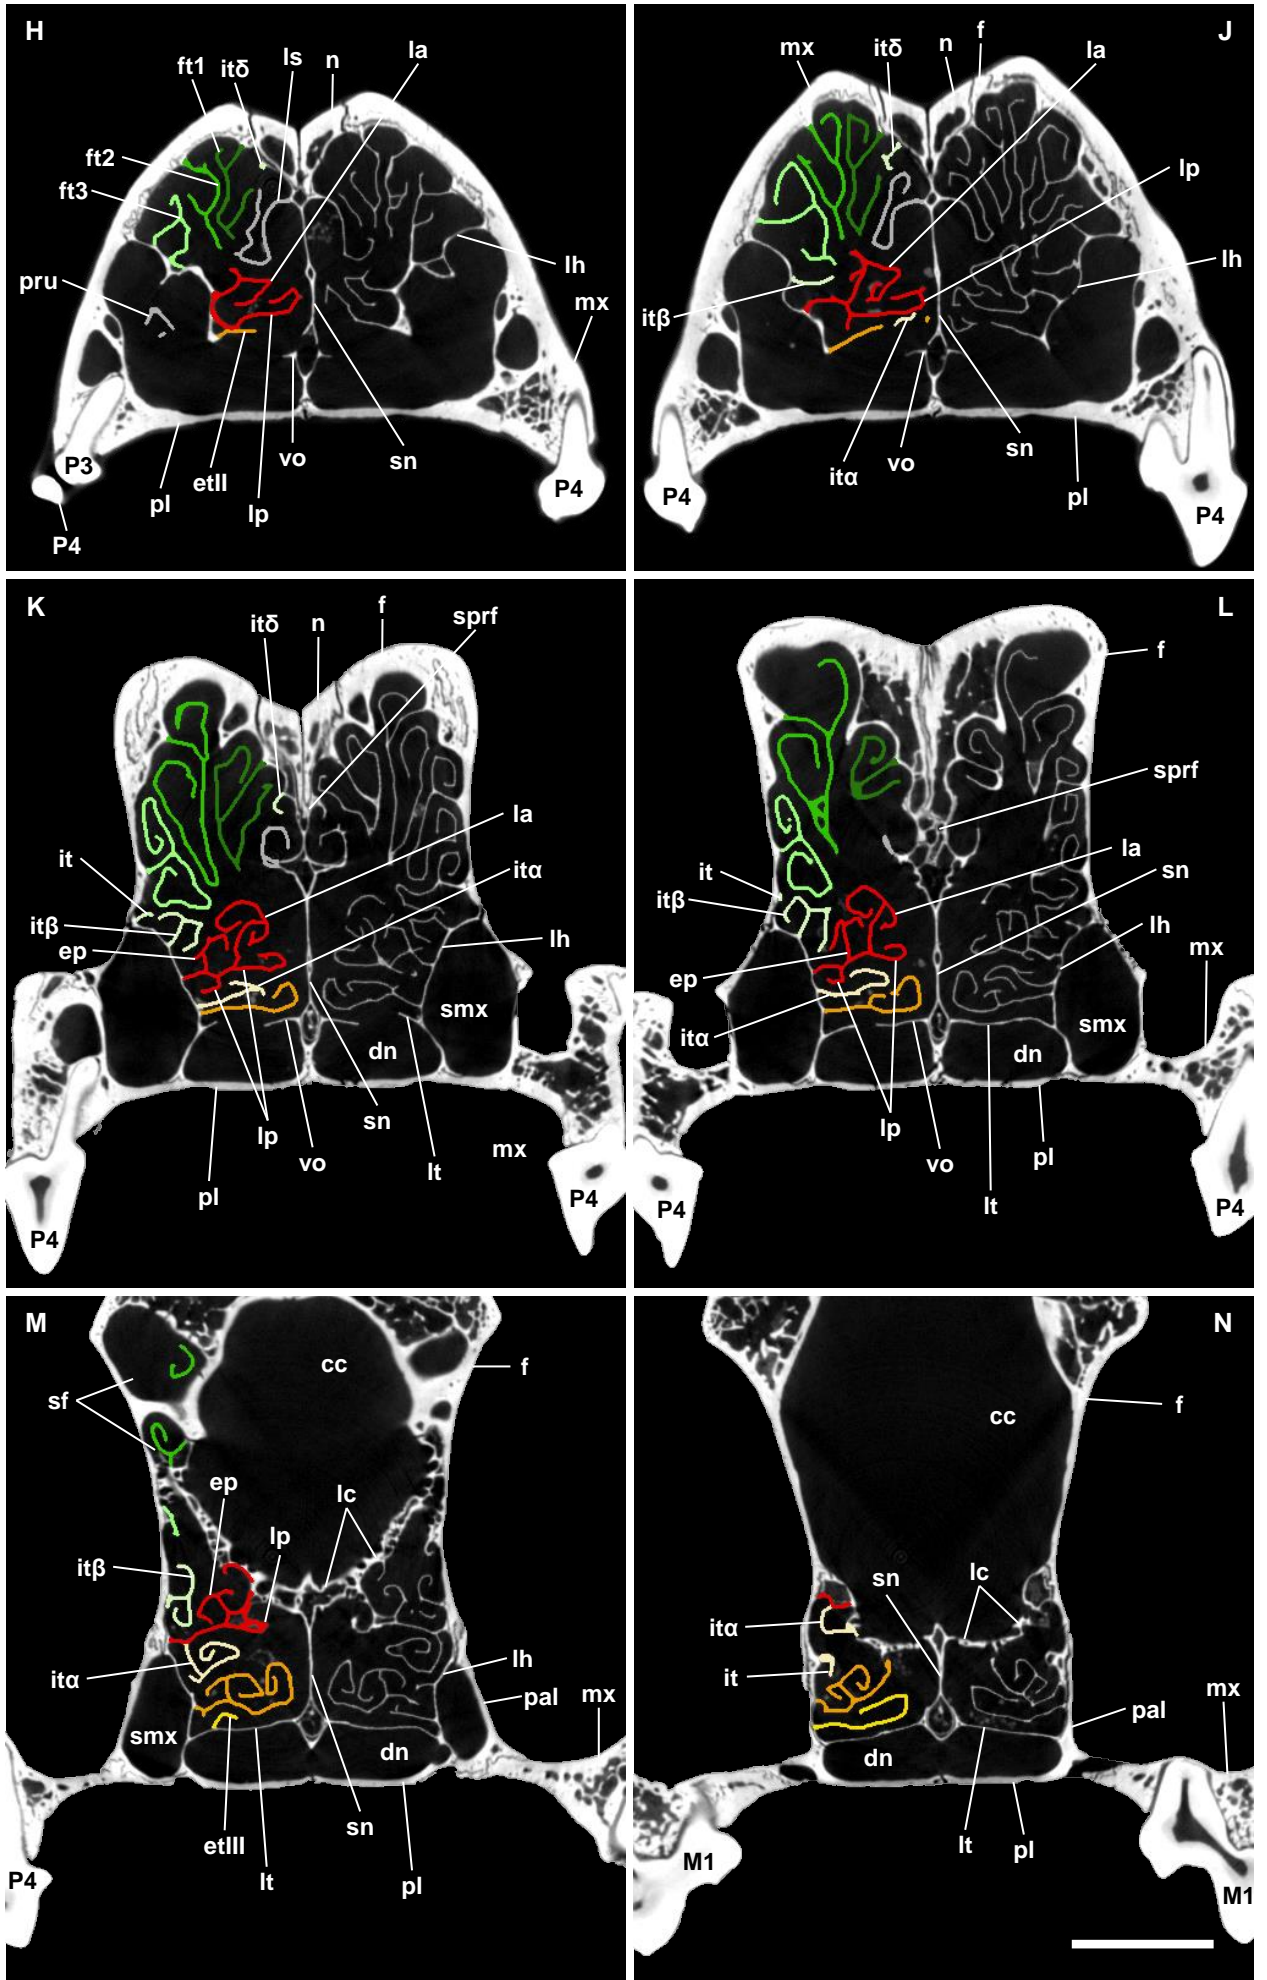 H
ft1 itδ ls n la
ft2
ft3
pru
lh
mx
P3
P4
pl etII lp vo sn
P4
J
mx itδ n f la
lp
lh
itβ
itα vo sn
pl
P4
P4
K
itδ n f sprf
la
it
itα
itβ
ep
lh
smx
dn
lp vo sn lt mx
pl
P4
P4
L
f
sprf
la
sn
it
itβ
lh
mx
ep
itα
smx
dn
lp vo lt pl
P4
P4
M
cc
f
sf
ep lp lc
itβ
itα
lh
pal
mx
smx
dn
etIII lt sn pl
P4
N
cc
f
sn lc
itα
it
pal
mx
dn
lt pl
M1
M1